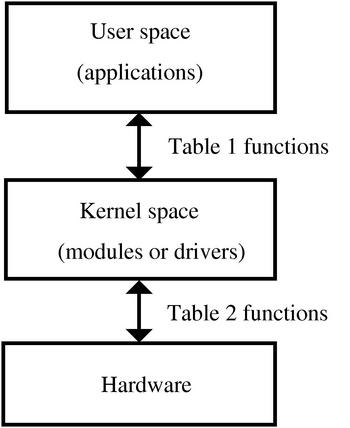 User space
(applications)
Table 1 functions
Kernel space
(modules or drivers)
Table 2 functions
Hardware